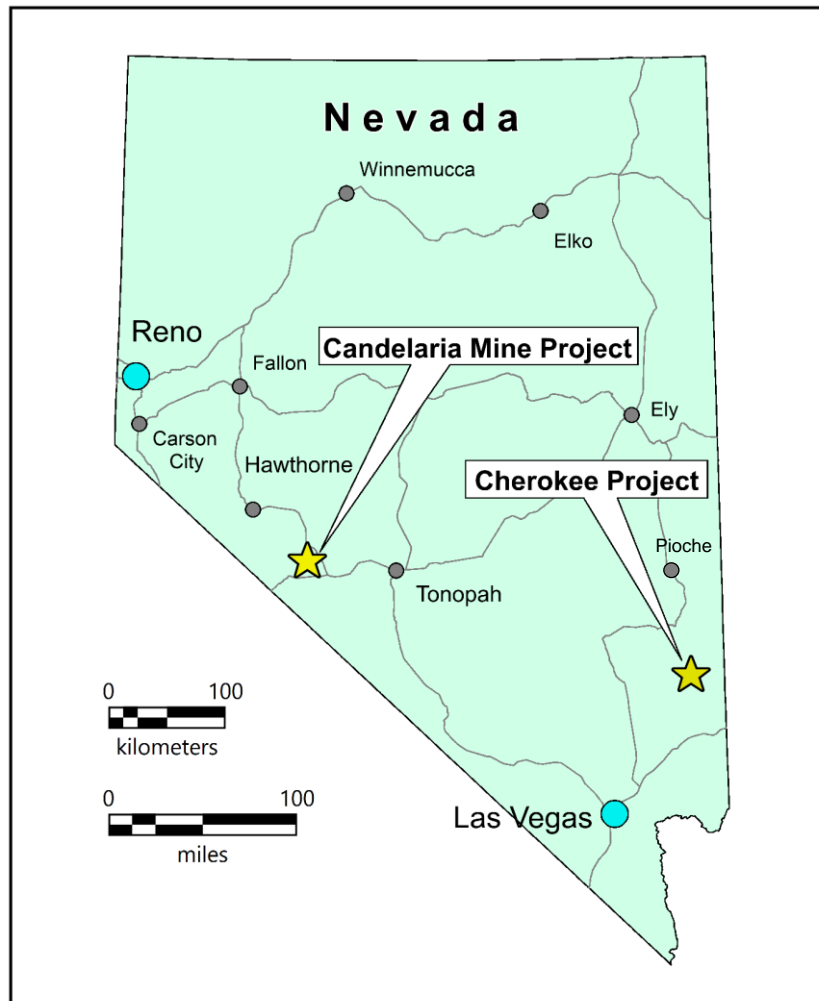 Nevada
Winnemucca
Elko
Reno
Candelaria Mine Project
Fallon
Ely
Carson
City
Hawthorne
Cherokee Project
Pioche
Tonopah
0 100
kilometers
0 100
miles
Las Vegas